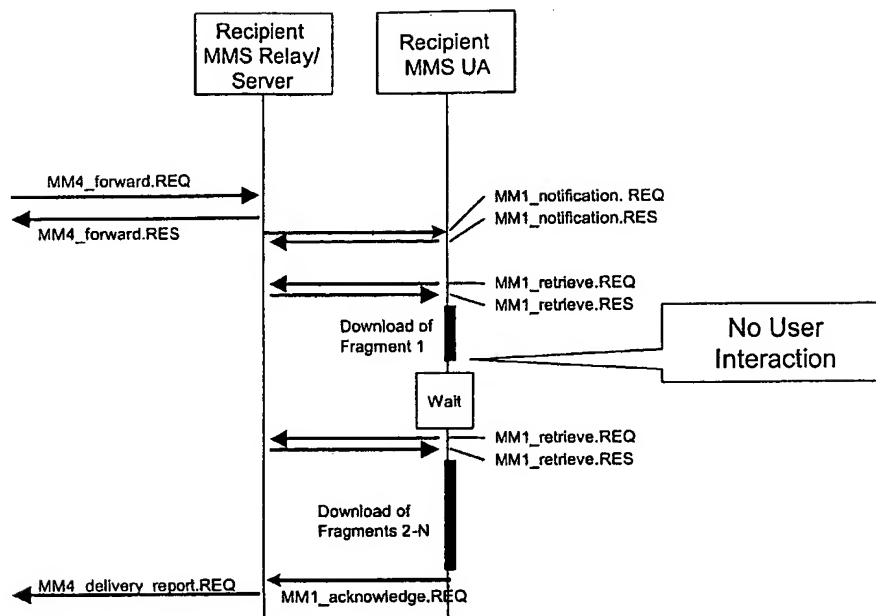 Recipient
MMS Relay/
Server
Recipient
MMS UA
MM4_forward.REQ
MM4_forward.RES
MM1_notification. REQ
MM1_notification.RES
MM1_retrieve.REQ
MM1_retrieve.RES
Download of
Fragment 1
No User
Interaction
Wait
MM1_retrieve.REQ
MM1_retrieve.RES
Download of
Fragments 2-N
MM4_delivery_report.REQ
MM1_acknowledge.REQ